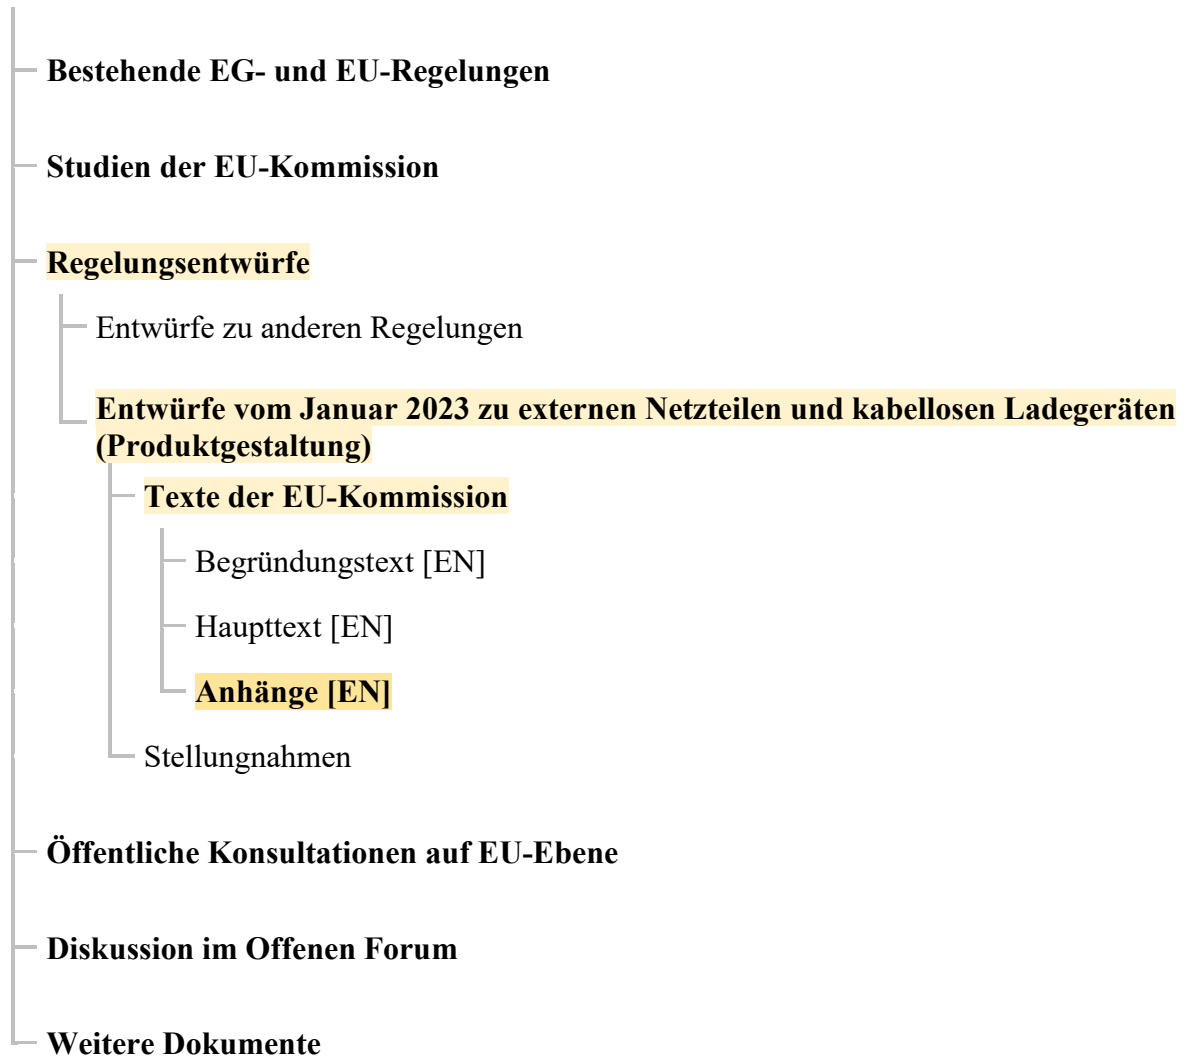 Bestehende EG- und EU-Regelungen
Studien der EU-Kommission
Regelungsentwürfe
Entwürfe zu anderen Regelungen
Entwürfe vom Januar 2023 zu externen Netzteilen und kabellosen Ladegeräten
(Produktgestaltung)
Texte der EU-Kommission
Begründungstext [EN]
Haupttext [EN]
Anhänge [EN]
Stellungnahmen
Öffentliche Konsultationen auf EU-Ebene
Diskussion im Offenen Forum
Weitere Dokumente